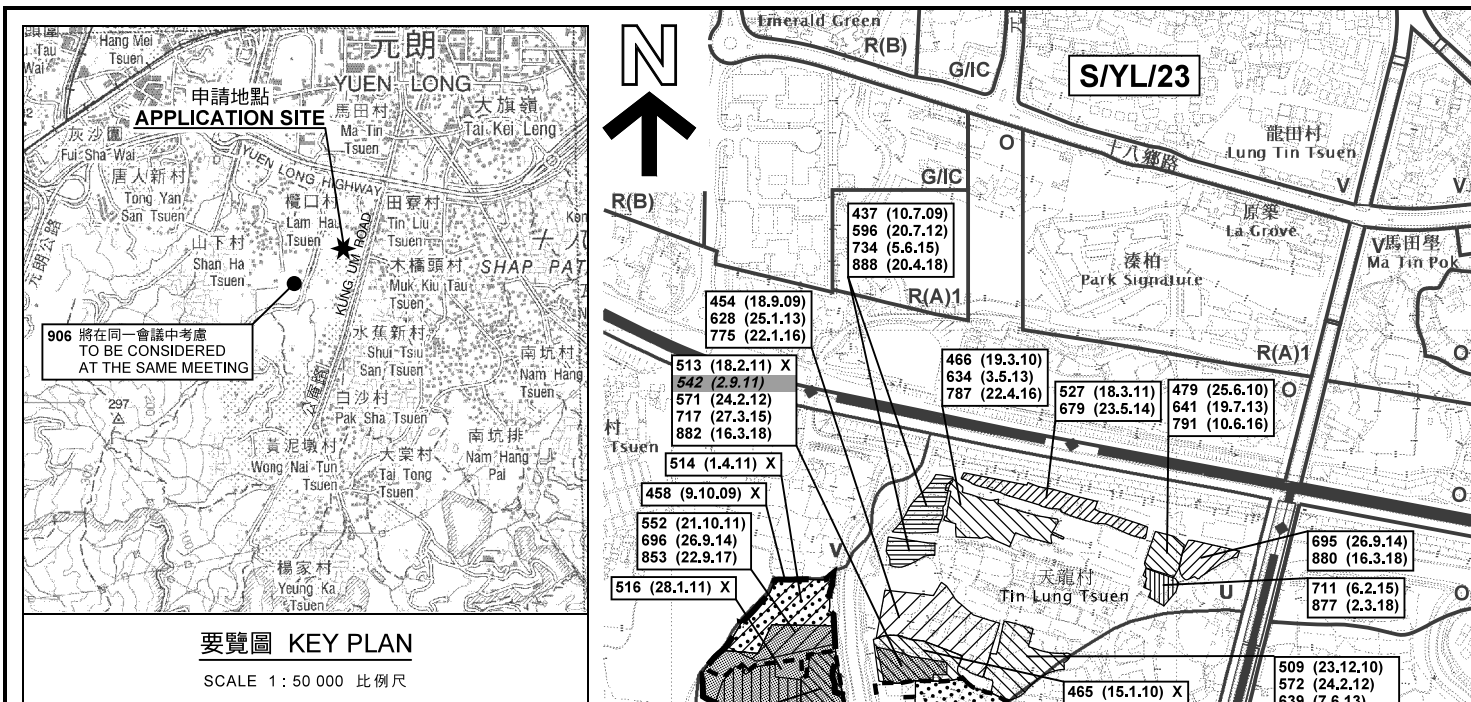 Hang Mei
Tsuen
元朗
YUEN LONG
申請地點
APPLICATION SITE
馬田村
Ma Tin
Tsuen
大旗嶺
Tai Kei Leng
灰沙圍
Fui Sha Wai
YUEN LONG HIGHWAY
唐人新村
Tong Yan
San Tsuen
欖口村
Lam Hau
Tsuen
田寮村
Tin Liu
Tsuen
KUNG UM ROAD
山下村
Shan Ha
Tsuen
木橋頭村
Muk Kiu Tau
Tsuen
SHAP PAT
元朗公路
906 將在同一會議中考慮
TO BE CONSIDERED
AT THE SAME MEETING
水蕉新村
Shui Tsiu
San Tsuen
南坑村
Nam Hang
Tsuen
公庵路
297
200
白沙村
Pak Sha Tsuen
黃泥墩村
Wong Nai Tun
Tsuen
大棠村
Tai Tong
Tsuen
南坑排
Nam Hang
Pai
楊家村
Yeung Ka
Tsuen
要覽圖 KEY PLAN
SCALE 1 : 50 000 比例尺
N
Emerald Green
R(B)
G/IC
S/YL/23
O
十八鄉路
龍田村
Lung Tin Tsuen
V
V
G/IC
R(B)
437 (10.7.09)
596 (20.7.12)
734 (5.6.15)
888 (20.4.18)
原築
La Grove
溱柏
Park Signature
V
馬田壆
Ma Tin Pok
R(A)1
454 (18.9.09)
628 (25.1.13)
775 (22.1.16)
R(A)1
O
O
513 (18.2.11) X
542 (2.9.11)
571 (24.2.12)
717 (27.3.15)
882 (16.3.18)
466 (19.3.10)
634 (3.5.13)
787 (22.4.16)
527 (18.3.11)
679 (23.5.14)
479 (25.6.10)
641 (19.7.13)
791 (10.6.16)
村
Tsuen
514 (1.4.11) X
458 (9.10.09) X
O
552 (21.10.11)
696 (26.9.14)
853 (22.9.17)
V
695 (26.9.14)
880 (16.3.18)
516 (28.1.11) X
天龍村
Tin Lung Tsuen
U
711 (6.2.15)
877 (2.3.18)
O
465 (15.1.10) X
509 (23.12.10)
572 (24.2.12)
639 (7.6.13)